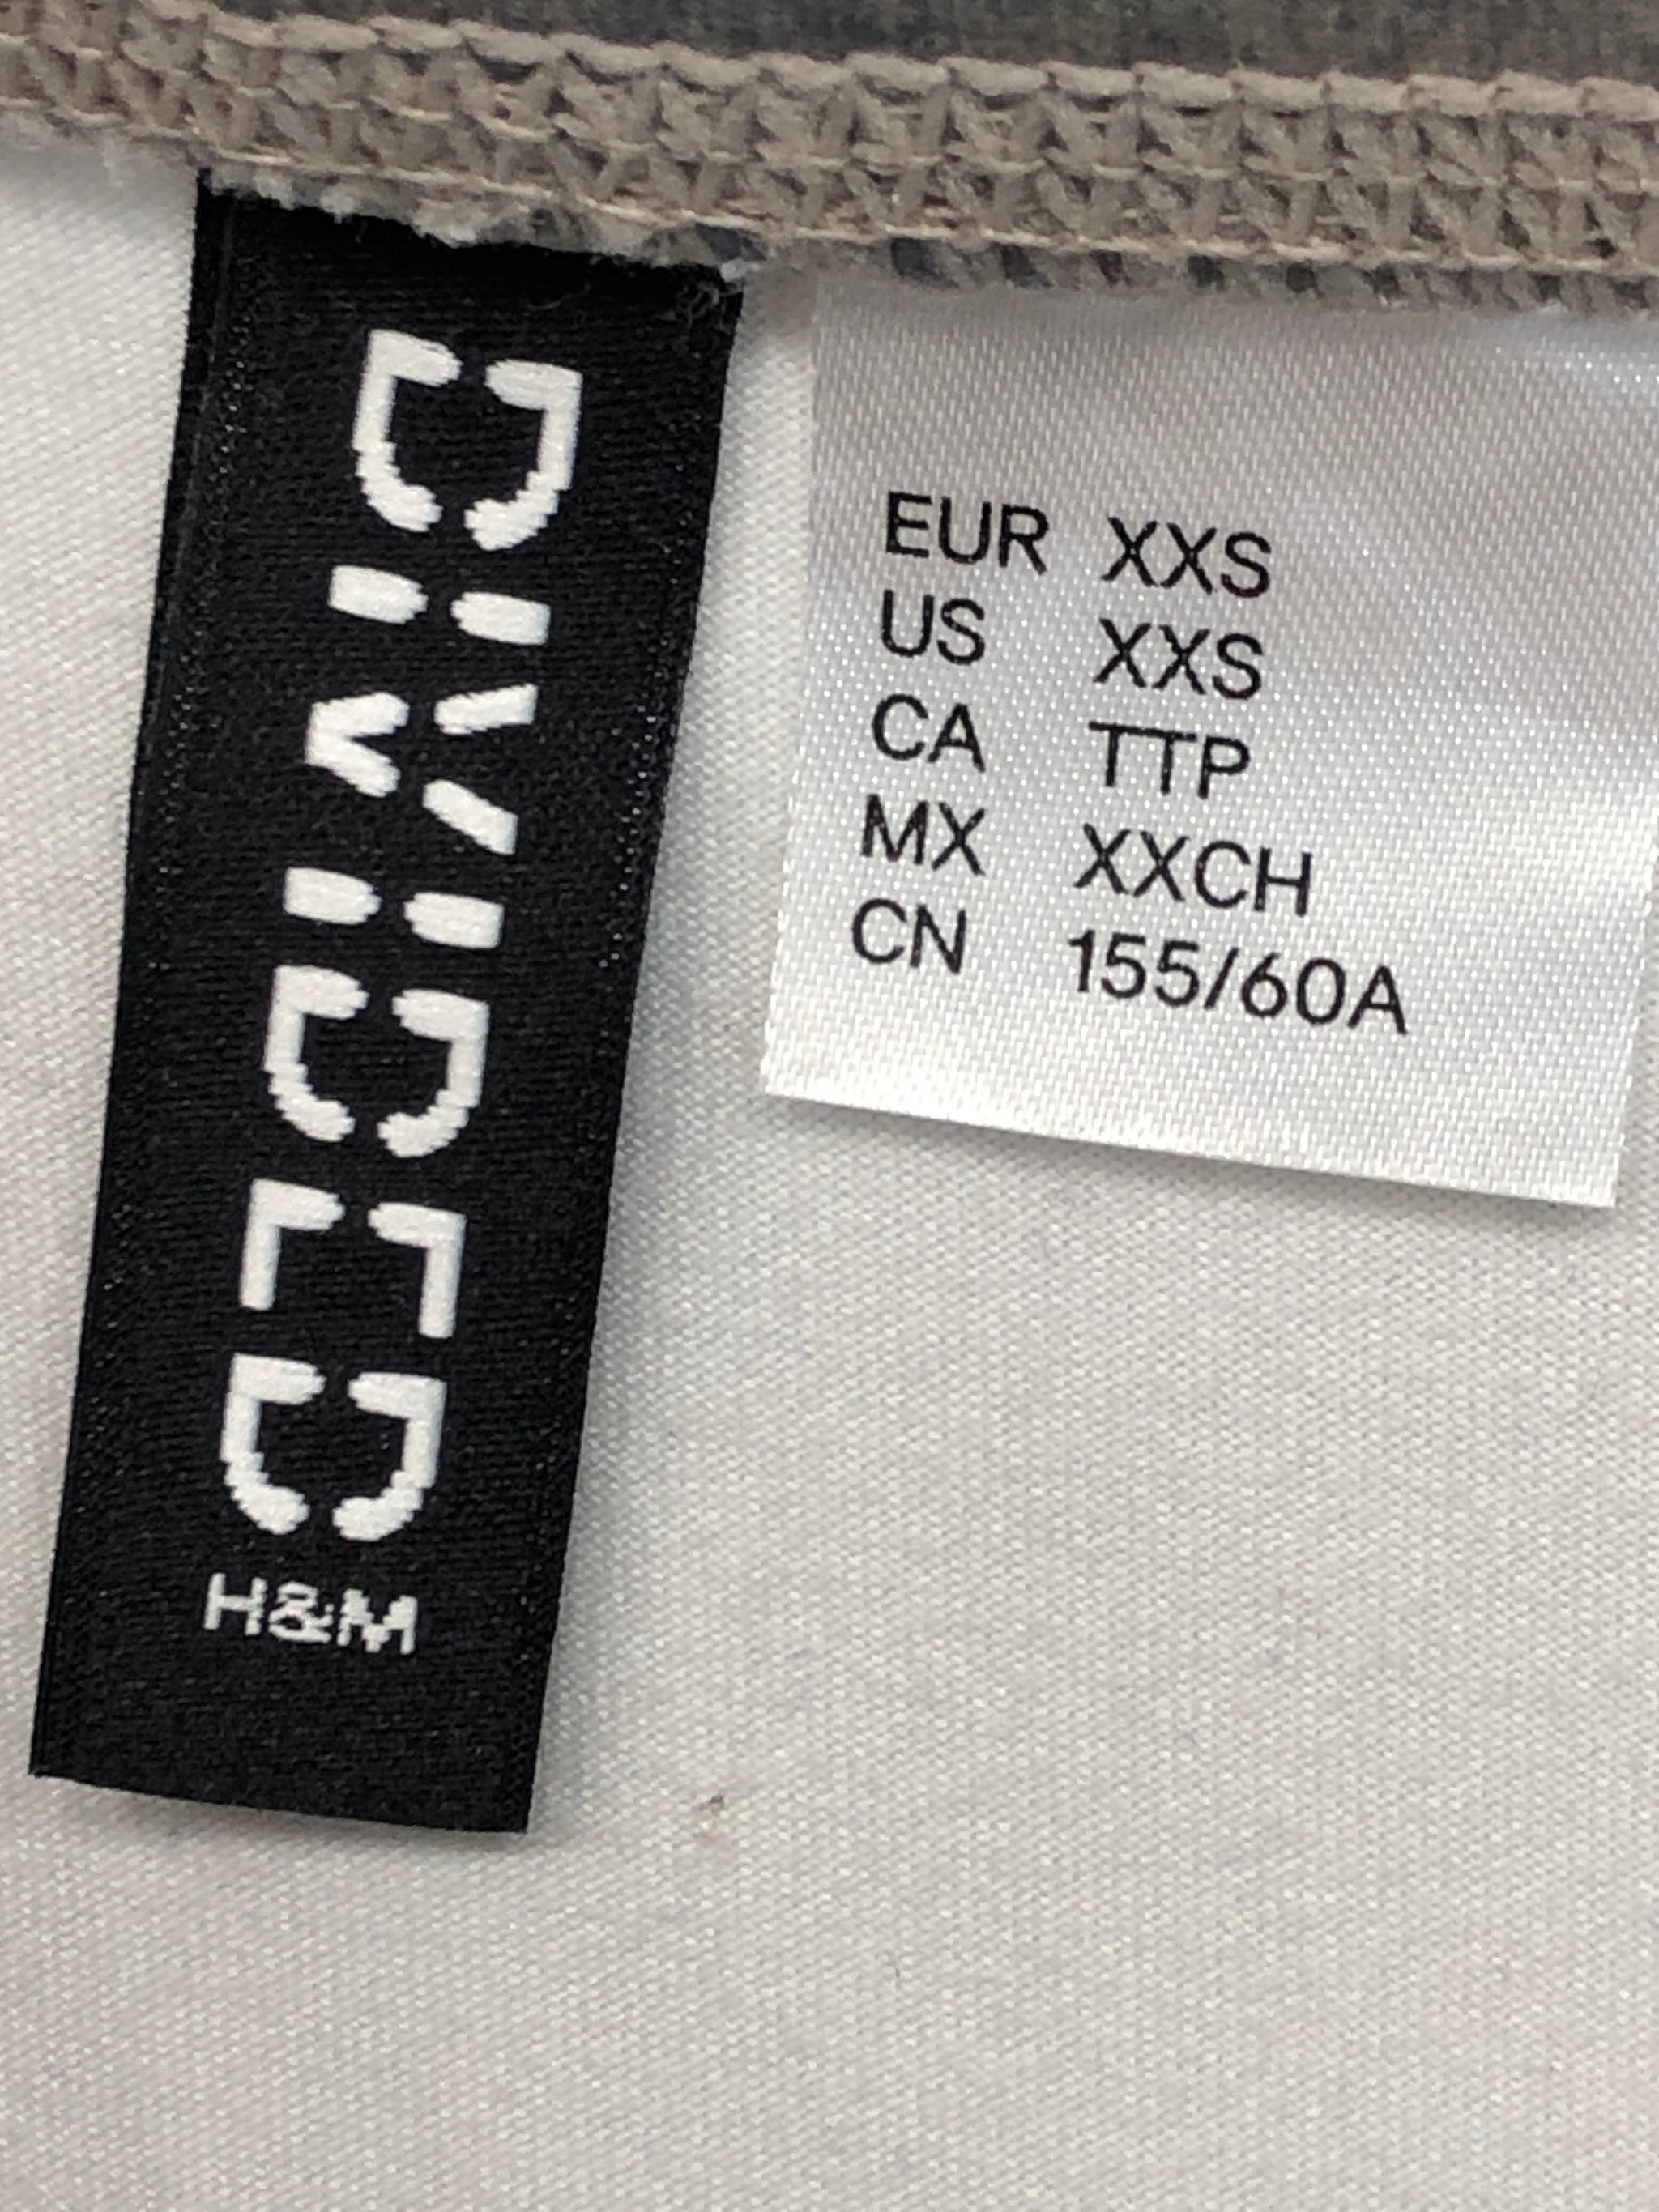 DIVIDED
H&M
EUR XXS
US XXS
CA TTP
MX XXCH
CN 155/60A